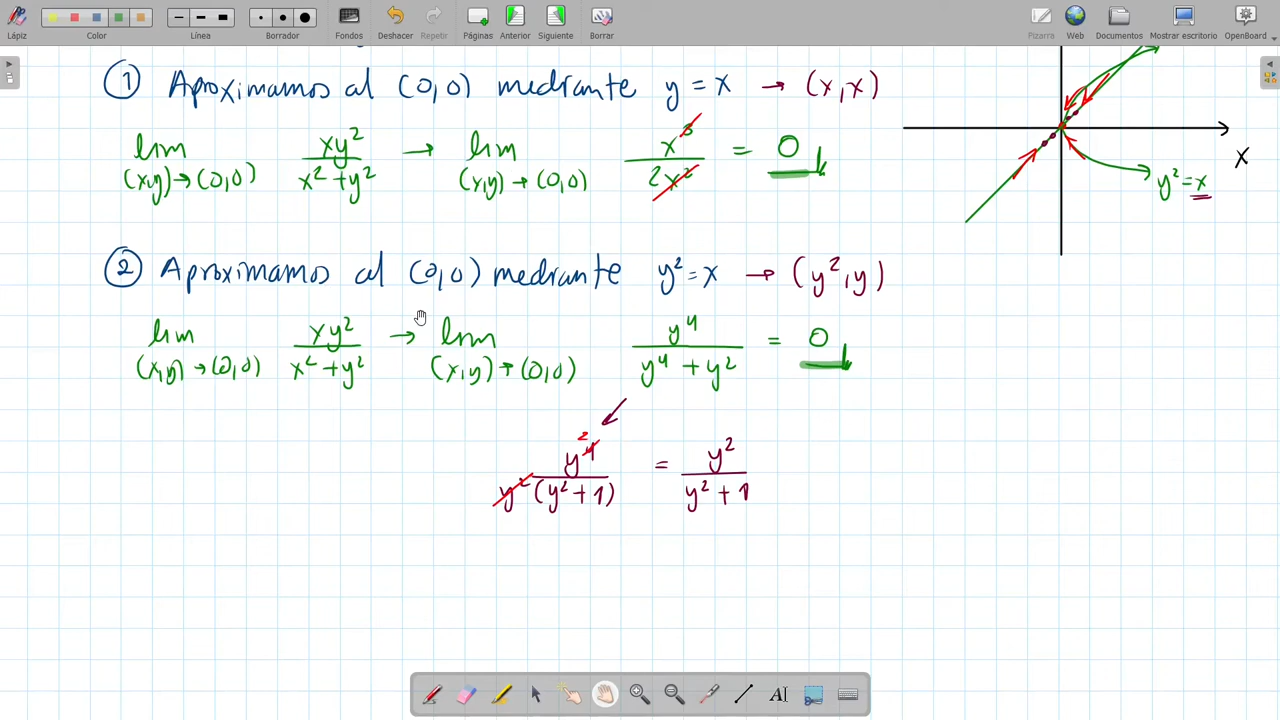 Lápiz Color Línea Borrador Fondos Deshacer Repetir Páginas Anterior Siguiente Borrar Pizarra Web Documentos Mostrar escritorio OpenBoard
① Aproximamos al (0,0) mediante y = x → (x,x)
lim (x,y)→(0,0) xy²/(x² + y²) → lim (x,y)→(0,0) x³/2x² = 0
X
y² = x
② Aproximamos al (0,0) mediante y² = x → (y², y)
lim (x,y)→(0,0) xy²/(x² + y²) → lim (x,y)→(0,0) y⁴/(y⁴ + y²) = 0
y⁴ 2/y²(y² + 1) = y²/(y² + 1)
AI